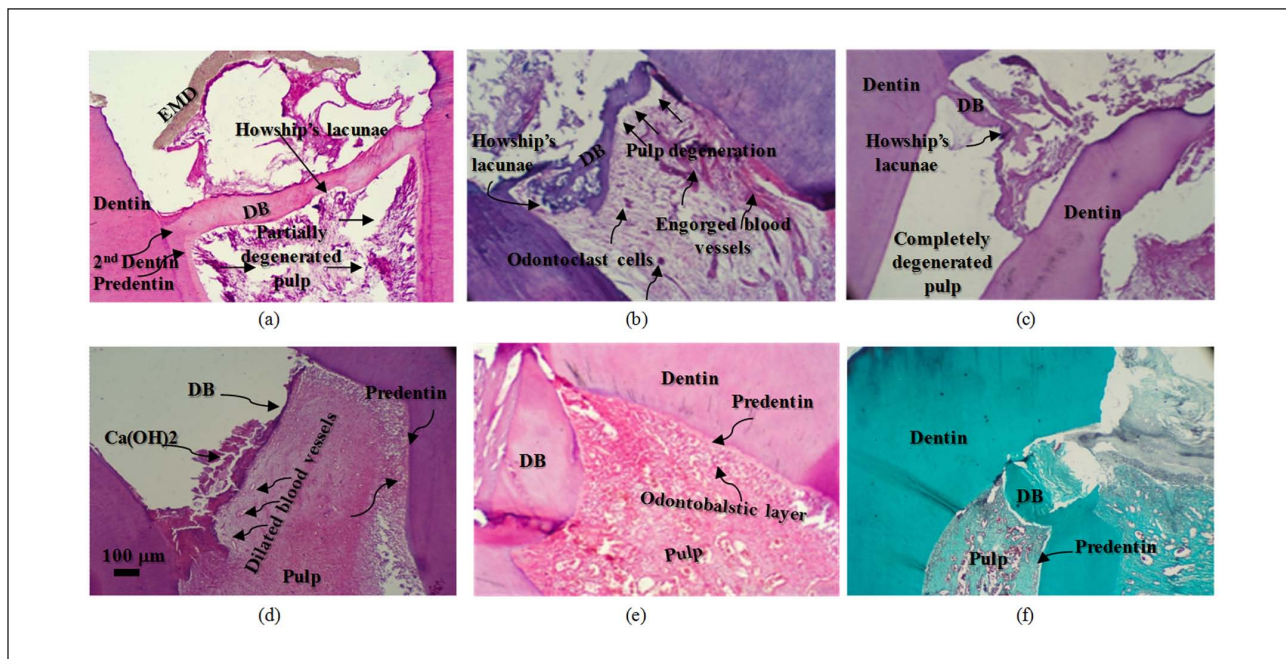 EMD
Howship's lacunae
Dentin
DB
2nd Dentin
Predentin
Partially
degenerated
pulp
(a)
Howship's
lacunae
DB
Pulp degeneration
Engorged blood
vessels
Odontoclast cells
(b)
Dentin
DB
Howship's
lacunae
Dentin
Completely
degenerated
pulp
(c)
DB
Predentin
Ca(OH)2
Dilated blood vessels
100 µm
Pulp
(d)
Dentin
Predentin
DB
Odontobalstic layer
Pulp
(e)
Dentin
DB
Pulp
Predentin
(f)